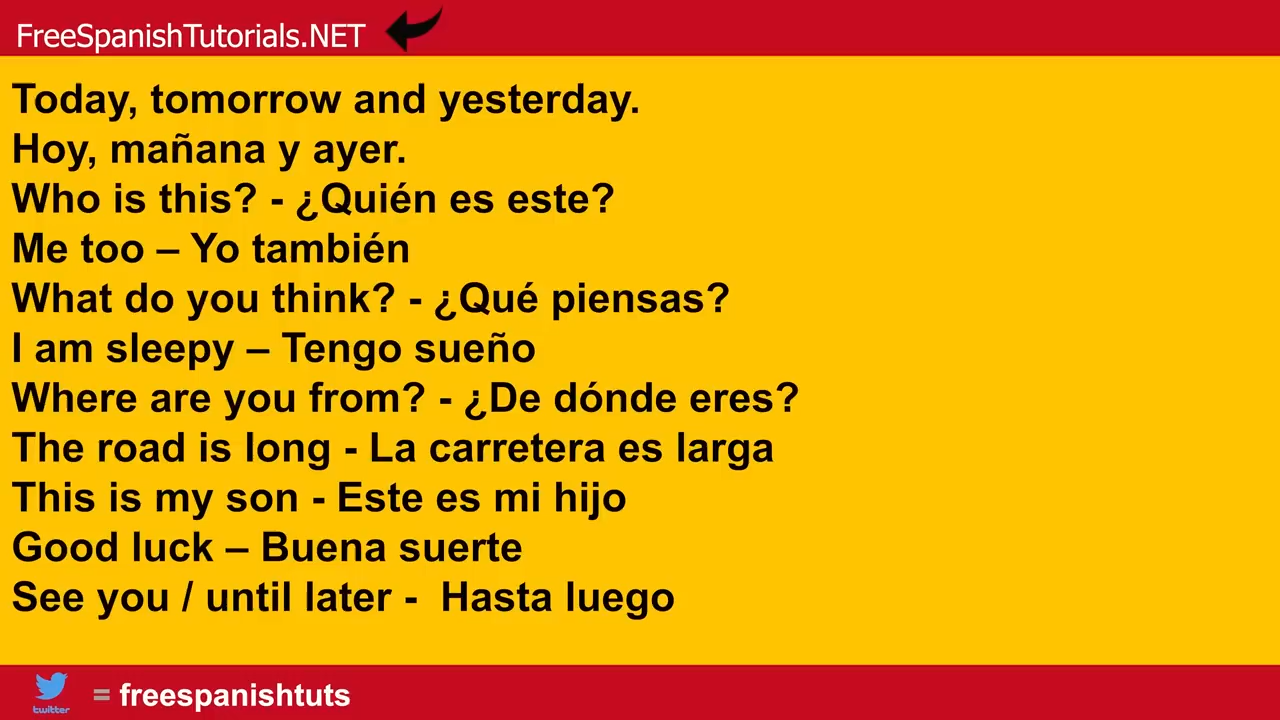 FreeSpanishTutorials.NET
Today, tomorrow and yesterday.
Hoy, mañana y ayer.
Who is this? - ¿Quién es este?
Me too – Yo también
What do you think? - ¿Qué piensas?
I am sleepy – Tengo sueño
Where are you from? - ¿De dónde eres?
The road is long - La carretera es larga
This is my son - Este es mi hijo
Good luck – Buena suerte
See you / until later -  Hasta luego
twitter = freespanishtuts